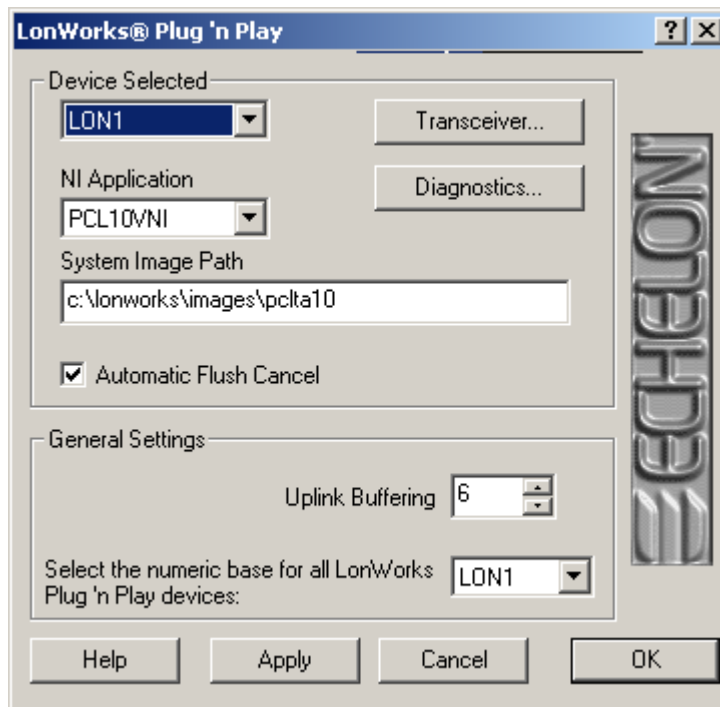 LonWorks® Plug 'n Play
Device Selected
LON1
Transceiver...
NI Application
Diagnostics...
PCL10VNI
System Image Path
c:\lonworks\images\pclta10
Automatic Flush Cancel
ECHELON
General Settings
Uplink Buffering 6
Select the numeric base for all LonWorks
Plug 'n Play devices:
LON1
Help
Apply
Cancel
OK